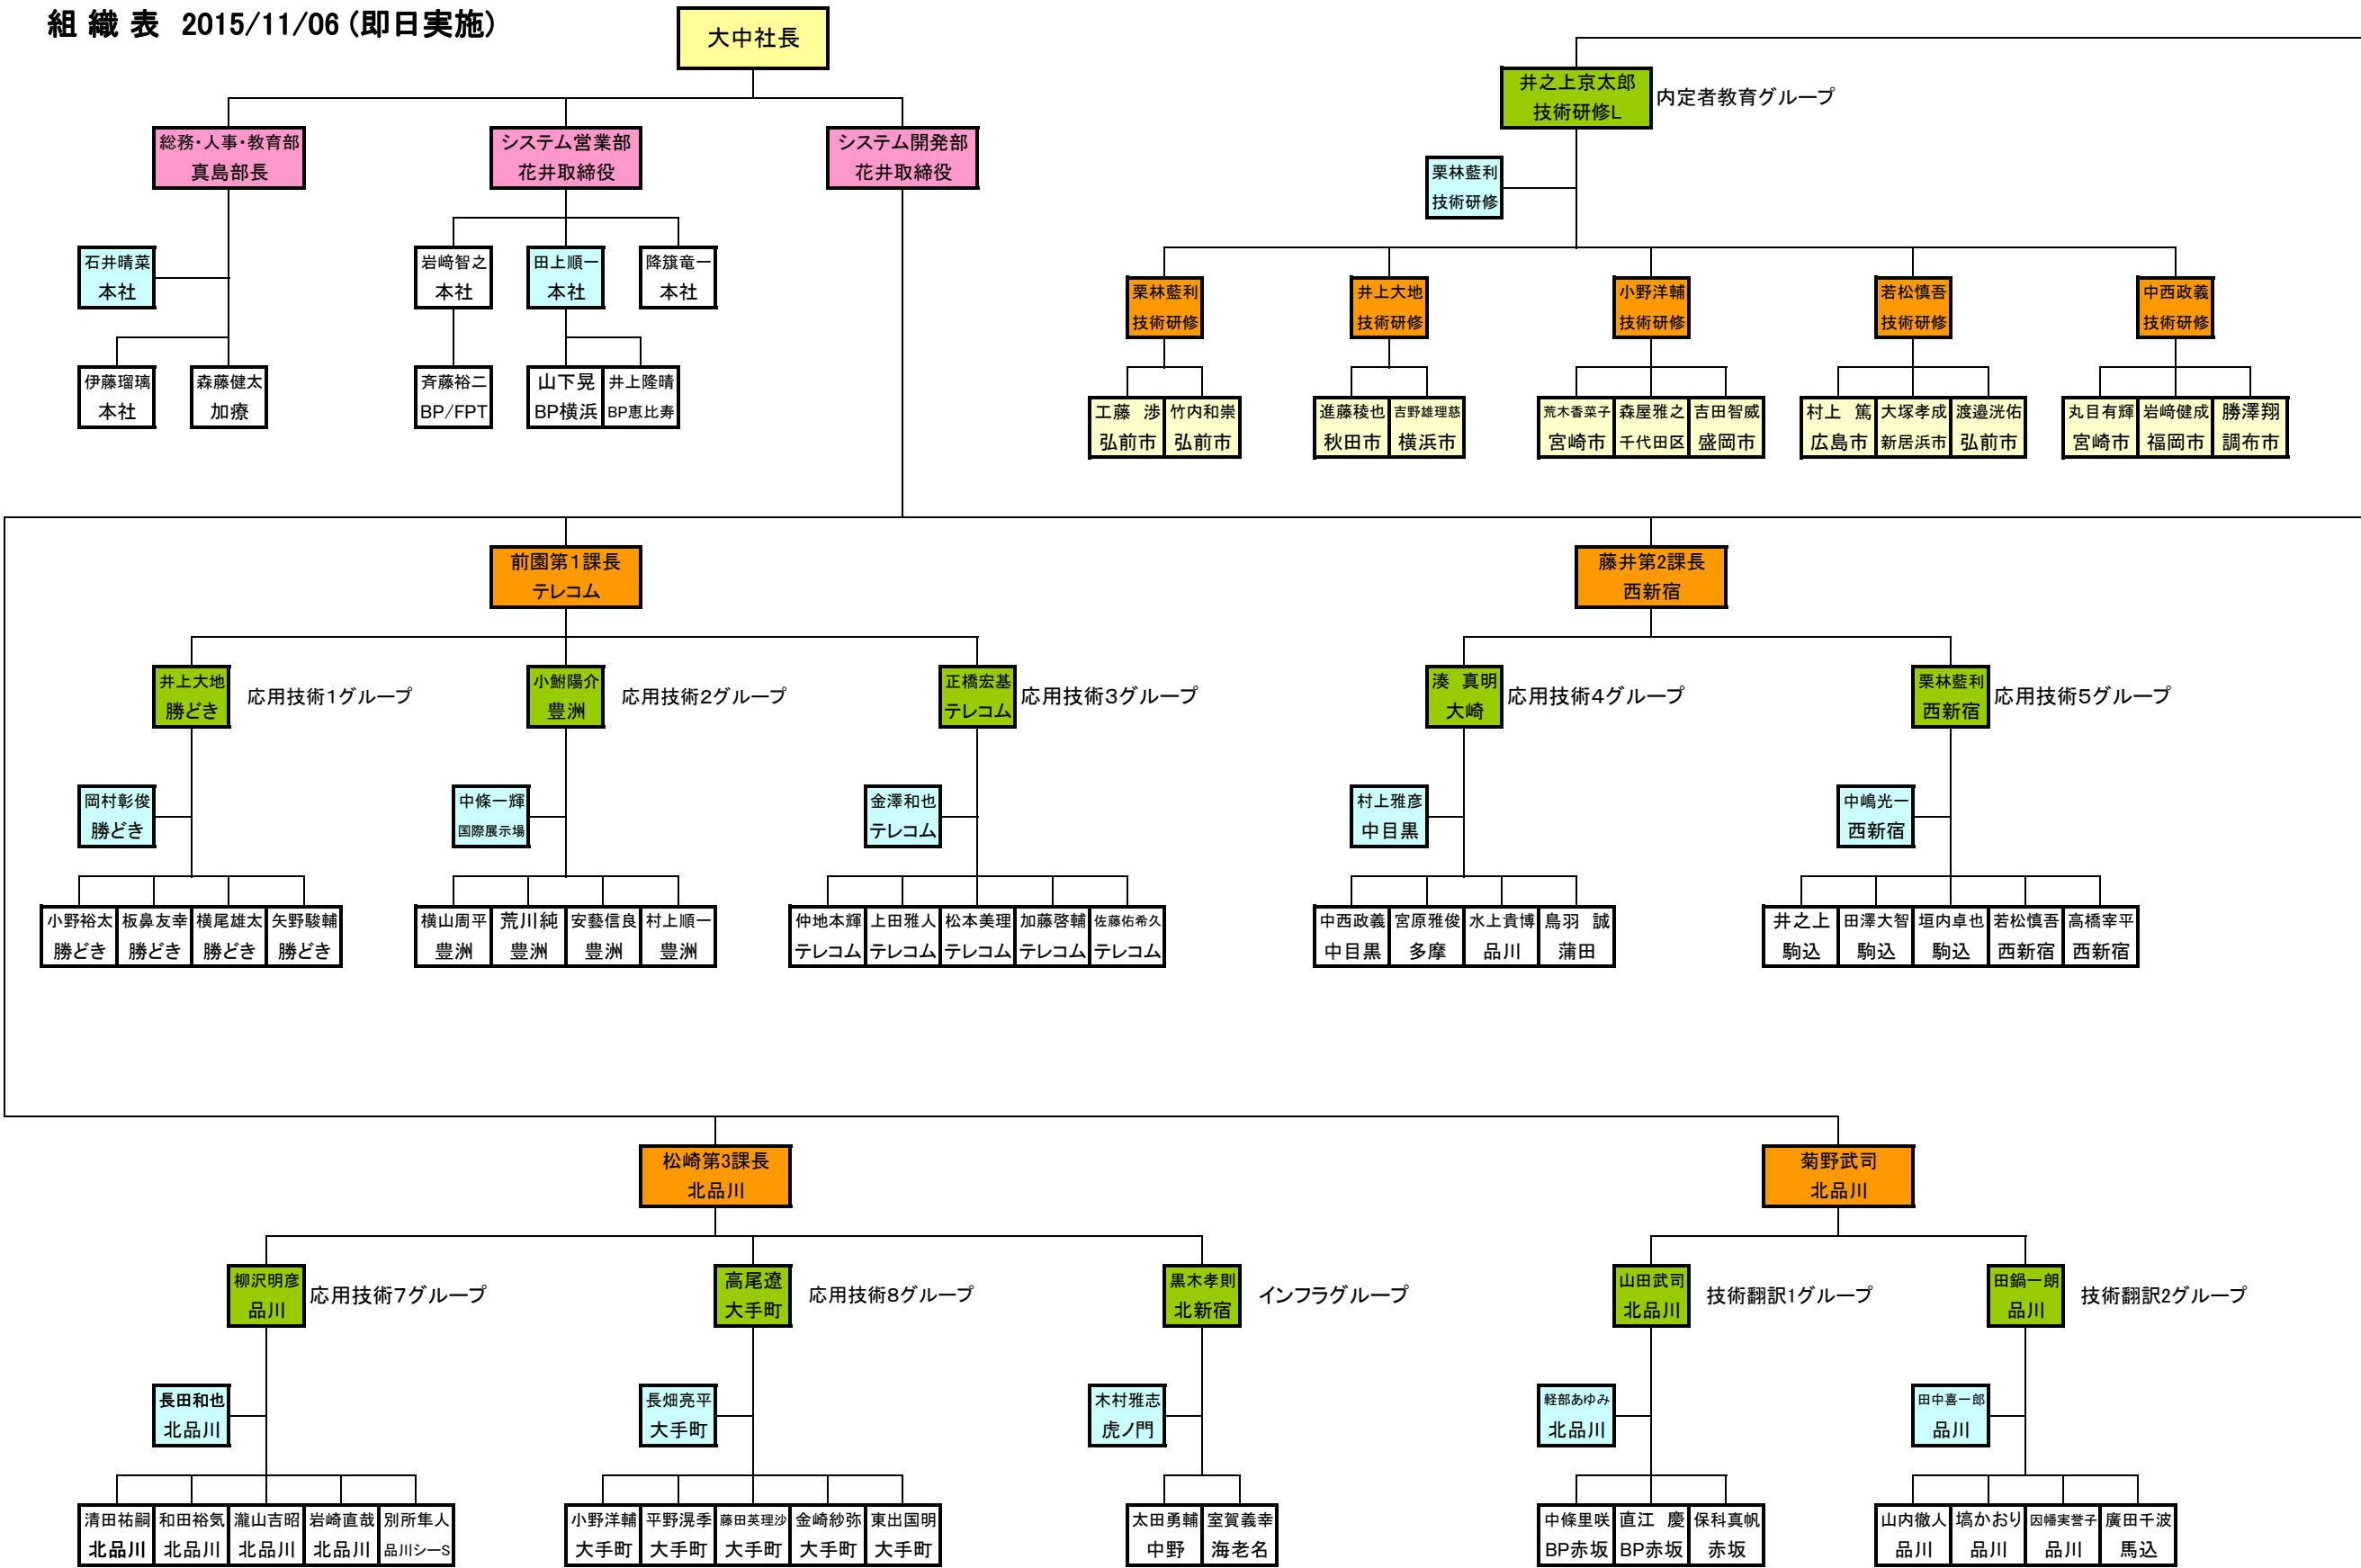 組 織 表 2015/11/06 (即日実施)
大中社長
総務・人事・教育部
真島部長
システム営業部
花井取締役
システム開発部
花井取締役
石井晴菜
本社
岩﨑智之
本社
田上順一
本社
降籏竜一
本社
伊藤瑠璃
本社
森藤健太
加療
斉藤裕二
BP/FPT
山下晃
BP横浜
井上隆晴
BP恵比寿
井之上京太郎
技術研修L
内定者教育グループ
栗林藍利
技術研修
栗林藍利
技術研修
井上大地
技術研修
小野洋輔
技術研修
若松慎吾
技術研修
中西政義
技術研修
工藤 渉
弘前市
竹内和崇
弘前市
進藤稜也
秋田市
吉野雄理慈
横浜市
荒木香菜子
宮崎市
森屋雅之
千代田区
吉田智威
盛岡市
村上 篤
広島市
大塚孝成
新居浜市
渡邉洸佑
弘前市
丸目有輝
宮崎市
岩﨑健成
福岡市
勝澤翔
調布市
前園第1課長
テレコム
藤井第2課長
西新宿
井上大地
勝どき
応用技術1グループ
小鮒陽介
豊洲
応用技術2グループ
正橋宏基
テレコム
応用技術3グループ
湊 真明
大崎
応用技術4グループ
栗林藍利
西新宿
応用技術5グループ
岡村彰俊
勝どき
中條一輝
国際展示場
金澤和也
テレコム
村上雅彦
中目黒
中嶋光一
西新宿
小野裕太
勝どき
板鼻友幸
勝どき
横尾雄太
勝どき
矢野駿輔
勝どき
横山周平
豊洲
荒川純
豊洲
安藝信良
豊洲
村上順一
豊洲
仲地本輝
テレコム
上田雅人
テレコム
松本美理
テレコム
加藤啓輔
テレコム
佐藤佑希久
テレコム
中西政義
中目黒
宮原雅俊
多摩
水上貴博
品川
鳥羽 誠
蒲田
井之上
駒込
田澤大智
駒込
垣内卓也
駒込
若松慎吾
西新宿
高橋宰平
西新宿
松崎第3課長
北品川
菊野武司
北品川
柳沢明彦
品川
応用技術7グループ
高尾遼
大手町
応用技術8グループ
黒木孝則
北新宿
インフラグループ
山田武司
北品川
技術翻訳1グループ
田鍋一朗
品川
技術翻訳2グループ
長田和也
北品川
長畑亮平
大手町
木村雅志
虎ノ門
軽部あゆみ
北品川
田中喜一郎
品川
清田祐嗣
北品川
和田裕気
北品川
瀧山吉昭
北品川
岩崎直哉
北品川
別所隼人
品川シーS
小野洋輔
大手町
平野滉季
大手町
藤田英理沙
大手町
金崎紗弥
大手町
東出国明
大手町
太田勇輔
中野
室賀義幸
海老名
中條里咲
BP赤坂
直江 慶
BP赤坂
保科真帆
赤坂
山内徹人
品川
塙かおり
品川
因幡実誉子
品川
廣田千波
馬込